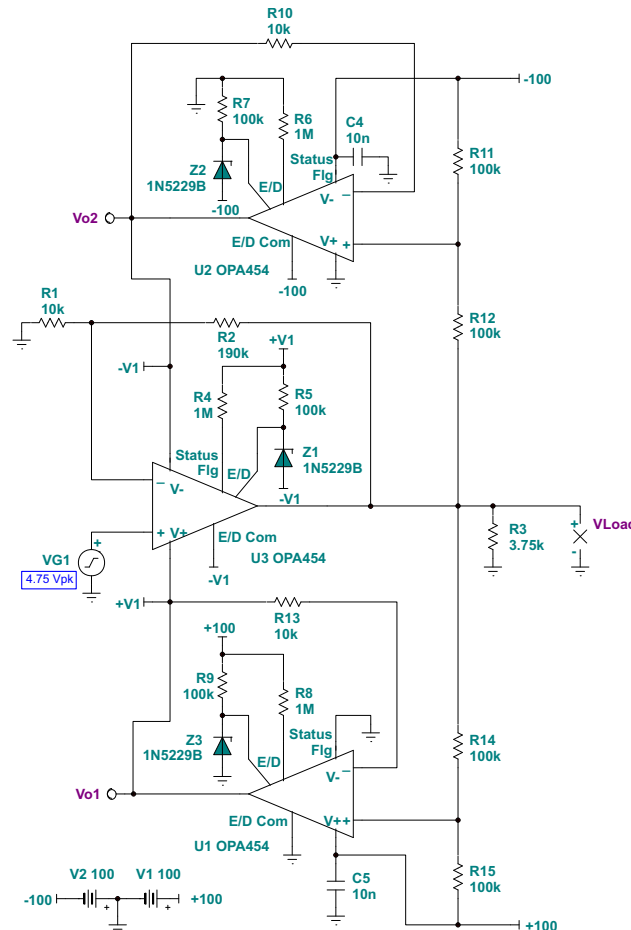 R10
10k
-100
R7
100k
R6
1M
C4
10n
R11
100k
Status
Flg
Z2
1N5229B
E/D
V-
−
-100
Vo2
E/D Com
V+
+
U2 OPA454
-100
R1
10k
R12
100k
R2
190k
+V1
-V1
R4
1M
R5
100k
Status
Flg
Z1
1N5229B
E/D
−
V-
-V1
+
V+
E/D Com
U3 OPA454
R3
3.75k
+
VLoad
-
VG1
+
4.75 Vpk
-V1
+V1
R13
10k
+100
R9
100k
R8
1M
Status
Flg
R14
100k
Z3
1N5229B
E/D
V-
−
Vo1
E/D Com
V++
U1 OPA454
C5
10n
R15
100k
V2 100
V1 100
-100
+
+
+100
+100